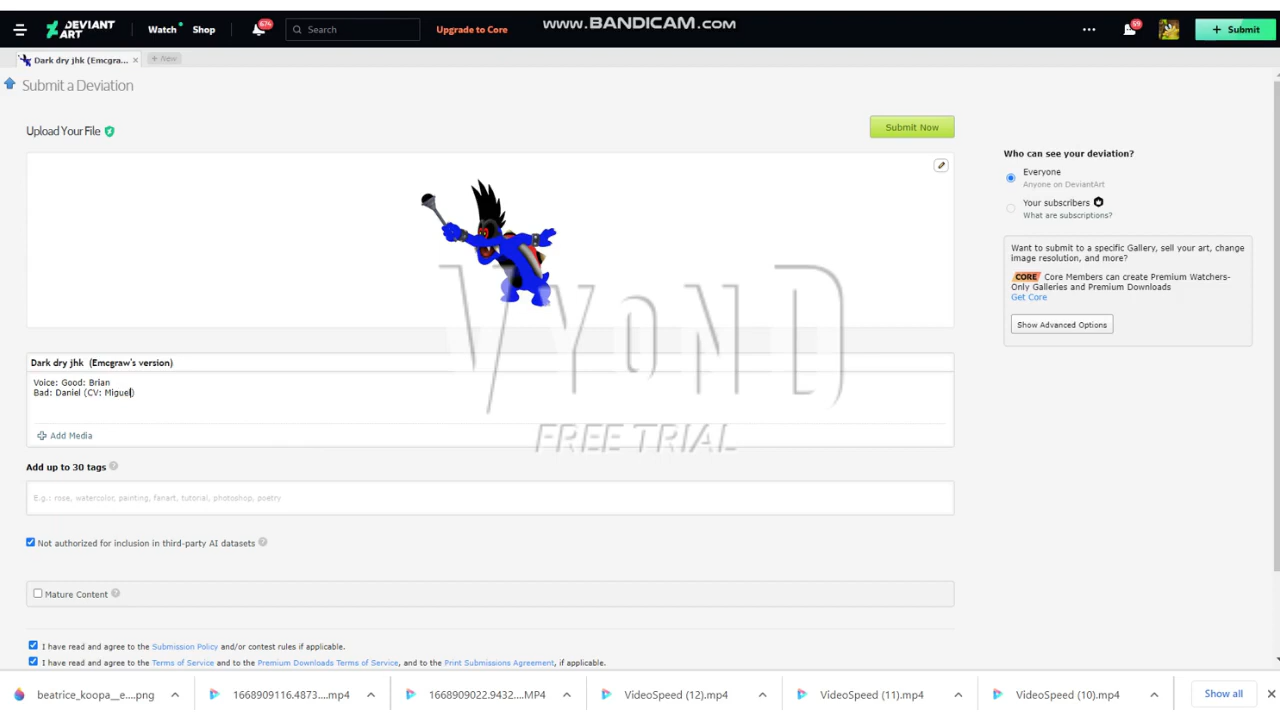 www.BANDICAM.com
DEVIANT ART
Watch
Shop
674
Search
Upgrade to Core
•••
59
+ Submit
Dark dry jhk (Emcgra... ×
+ New
Submit a Deviation
Upload Your File
Submit Now
Who can see your deviation?
Everyone
Anyone on DeviantArt
Your subscribers
What are subscriptions?
Want to submit to a specific Gallery, sell your art, change
image resolution, and more?
CORE Core Members can create Premium Watchers-
Only Galleries and Premium Downloads
Get Core
Show Advanced Options
VYOND
FREE TRIAL
Dark dry jhk (Emcgraw's version)
Voice: Good: Brian
Bad: Daniel (CV: Miguel)
Add Media
Add up to 30 tags
E.g.: rose, watercolor, painting, fanart, tutorial, photoshop, poetry
Not authorized for inclusion in third-party AI datasets
Mature Content
I have read and agree to the Submission Policy and/or contest rules if applicable.
I have read and agree to the Terms of Service and to the Premium Downloads Terms of Service, and to the Print Submissions Agreement, if applicable.
beatrice_koopa__e....png
1668909116.4873....mp4
1668909022.9432....MP4
VideoSpeed (12).mp4
VideoSpeed (11).mp4
VideoSpeed (10).mp4
Show all